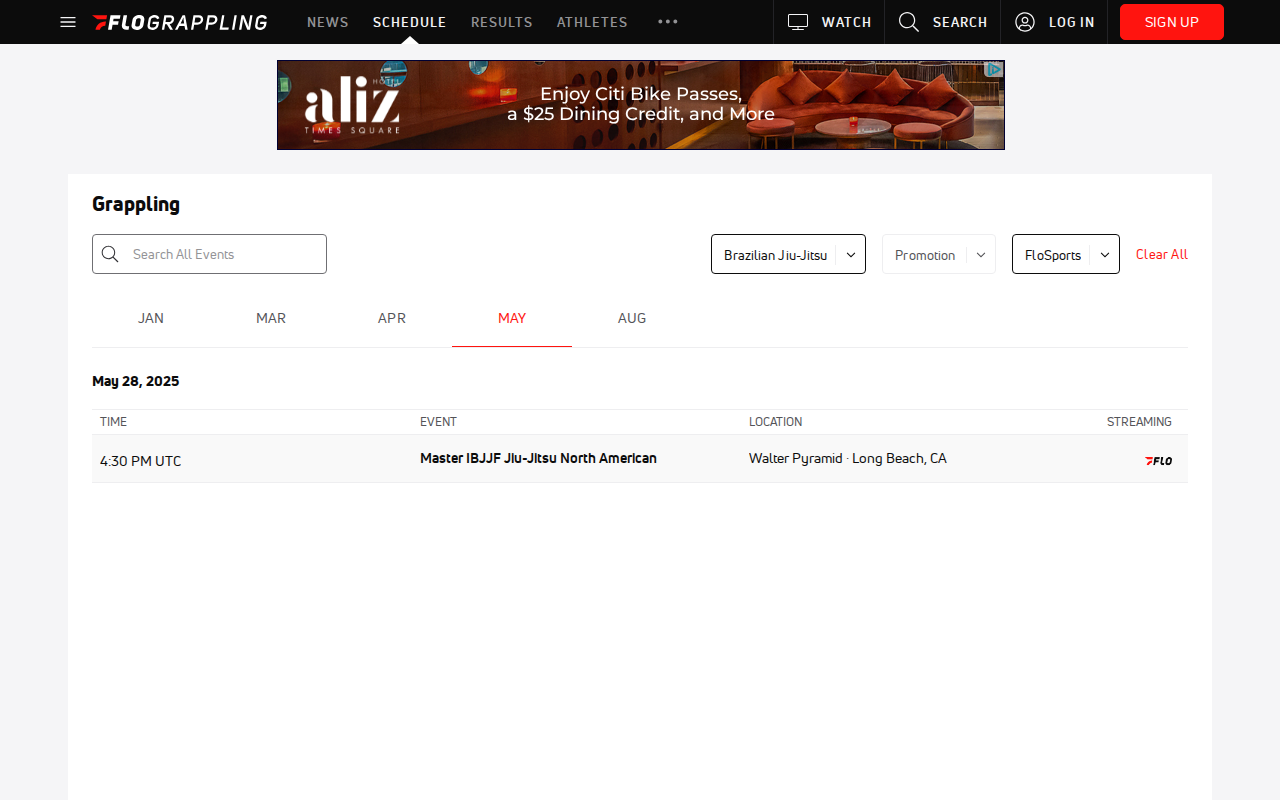 FLOGRAPPLING NEWS SCHEDULE RESULTS ATHLETES ••• WATCH SEARCH LOG IN SIGN UP
HOTEL
aliz
TIMES SQUARE
Enjoy Citi Bike Passes,
a $25 Dining Credit, and More
Grappling
Search All Events Brazilian Jiu-Jitsu Promotion FloSports Clear All
JAN MAR APR MAY AUG
May 28, 2025
TIME EVENT LOCATION STREAMING
4:30 PM UTC Master IBJJF Jiu-Jitsu North American Walter Pyramid · Long Beach, CA FLO